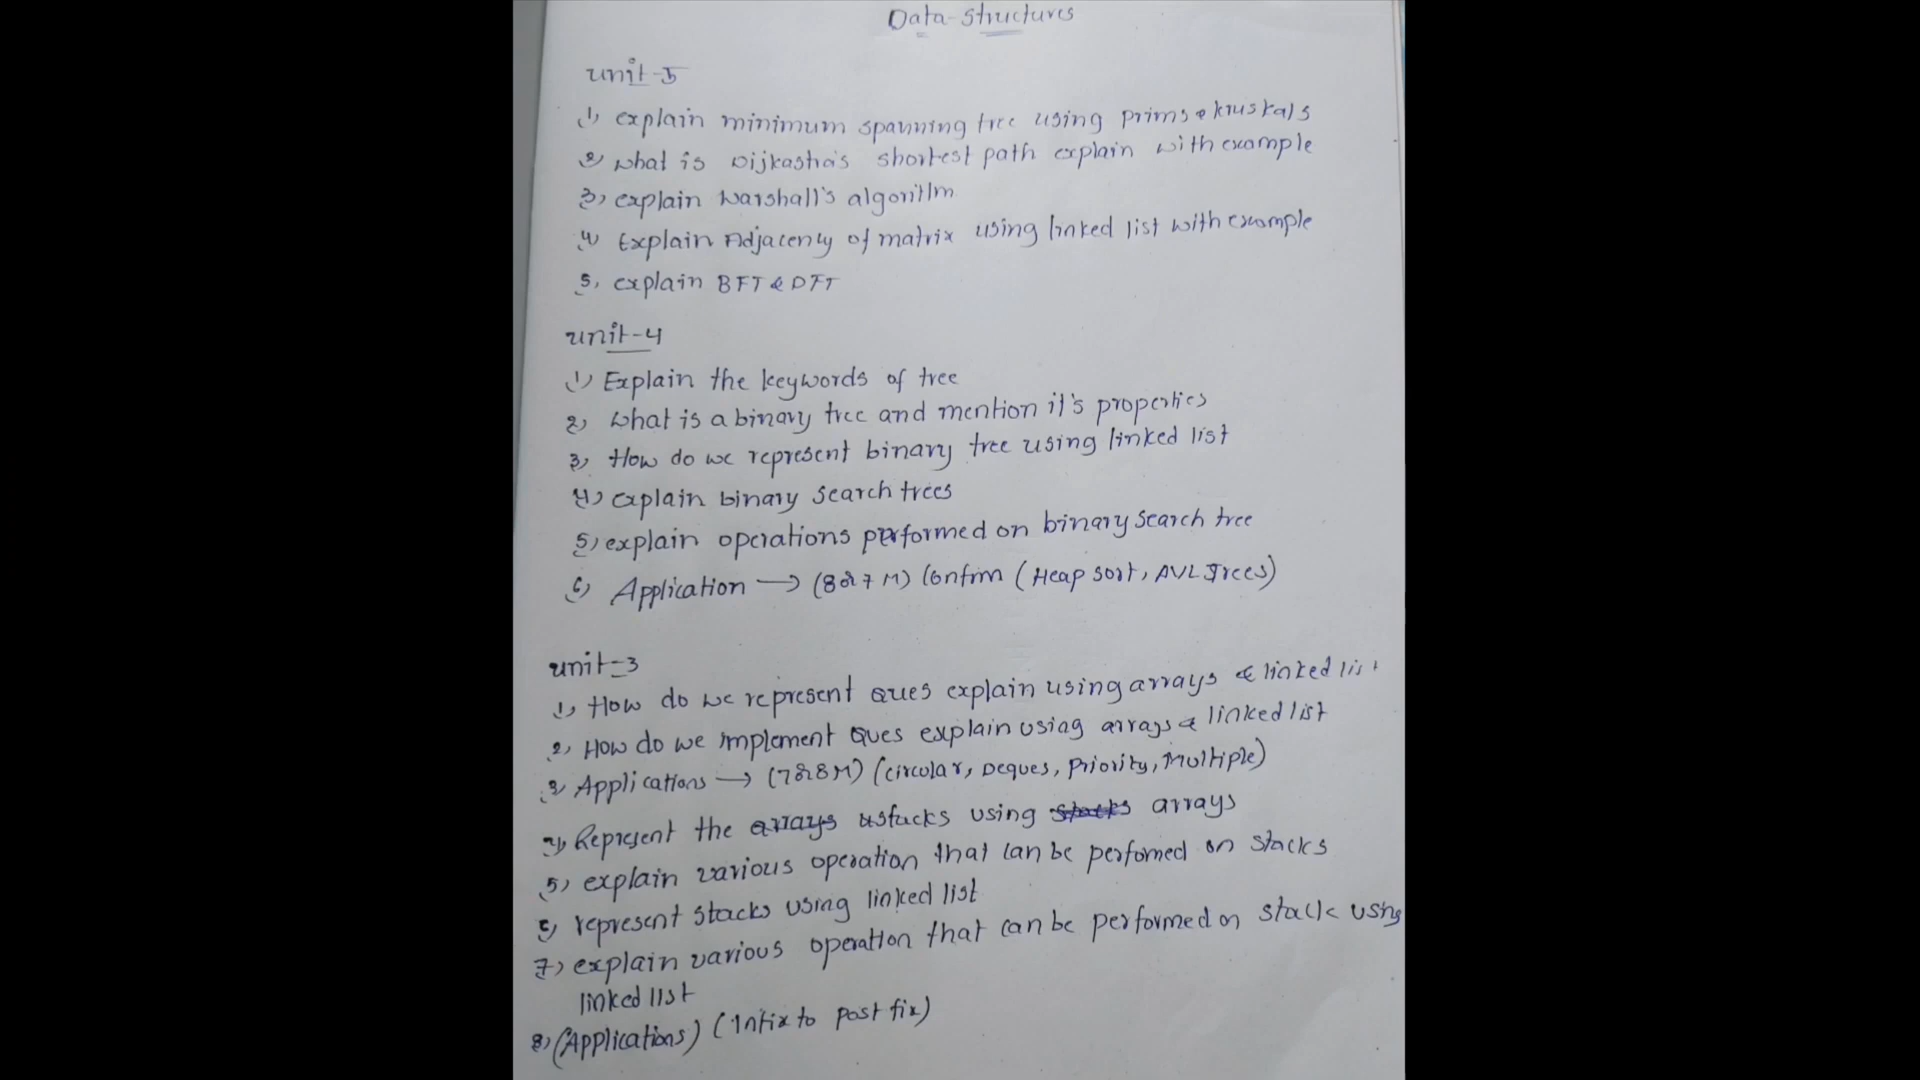 Data-Structures
unit-5
1) explain minimum spanning tree using prims & kruskals
2) what is Dijkastra's shortest path explain with example
3) explain warshall's algoritlm
4) Explain Adjacency of matrix using linked list with example
5) explain BFT & DFT
unit-4
1) Explain the keywords of tree
2) what is a binary tree and mention it's properties
3) How do we represent binary tree using linked list
4) explain binary search trees
5) explain operations performed on binary search tree
6) Application → (8 or 7 M) Confirm (Heap sort, AVL Trees)
unit-3
1) How do we represent Ques explain using arrays & linked list
2) How do we implement Ques explain using arrays & linked list
3) Applications → (7 or 8 M) (circular, Deques, Priority, Multiple)
4) Represent the arrays stacks using stacks arrays
5) explain various operation that can be perfomed on stacks
6) represent stacks using linked list
7) explain various operation that can be performed on stack using
linked list
8) (Applications) (Infix to post fix)